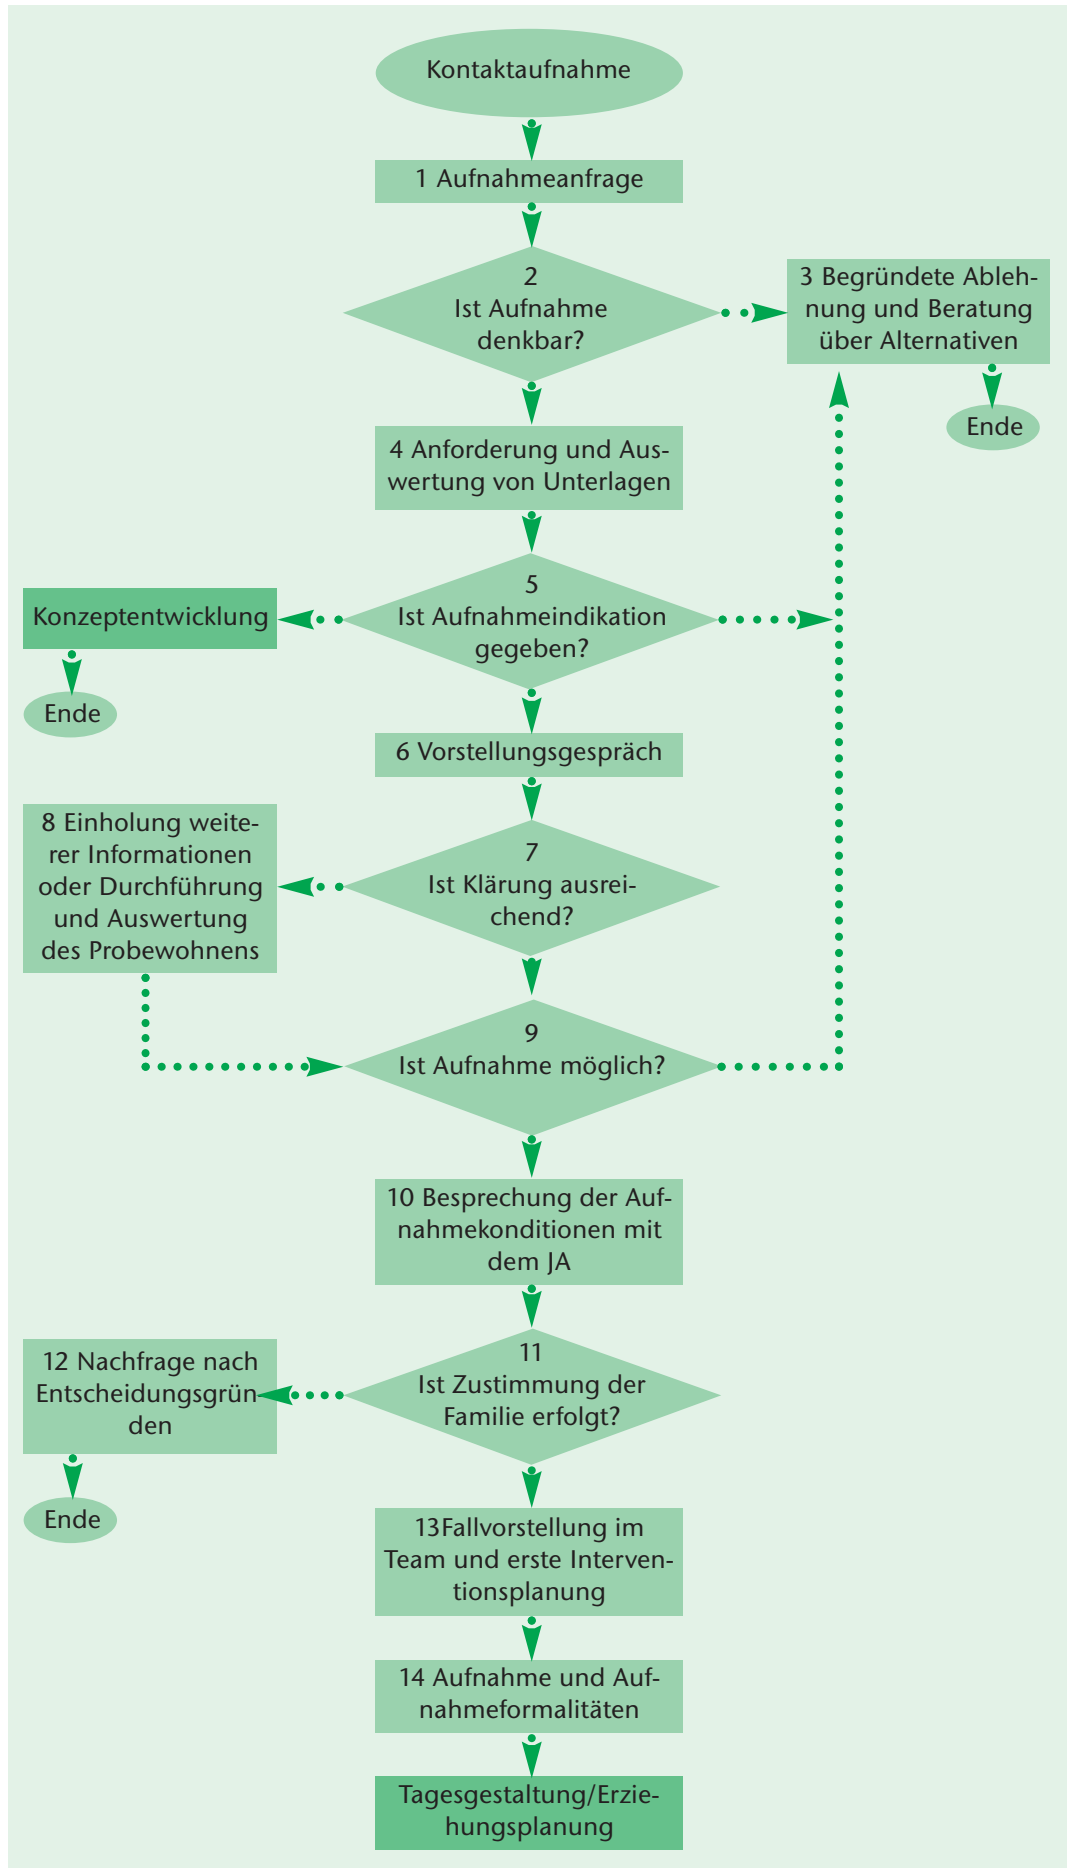 Kontaktaufnahme
1 Aufnahmeanfrage
2
Ist Aufnahme
denkbar?
3 Begründete Ableh-
nung und Beratung
über Alternativen
Ende
4 Anforderung und Aus-
wertung von Unterlagen
5
Ist Aufnahmeindikation
gegeben?
Konzeptentwicklung
Ende
6 Vorstellungsgespräch
7
Ist Klärung ausrei-
chend?
8 Einholung weite-
rer Informationen
oder Durchführung
und Auswertung
des Probewohnens
9
Ist Aufnahme möglich?
10 Besprechung der Auf-
nahmekonditionen mit
dem JA
11
Ist Zustimmung der
Familie erfolgt?
12 Nachfrage nach
Entscheidungsgrün
den
Ende
13Fallvorstellung im
Team und erste Interven-
tionsplanung
14 Aufnahme und Auf-
nahmeformalitäten
Tagesgestaltung/Erzie-
hungsplanung